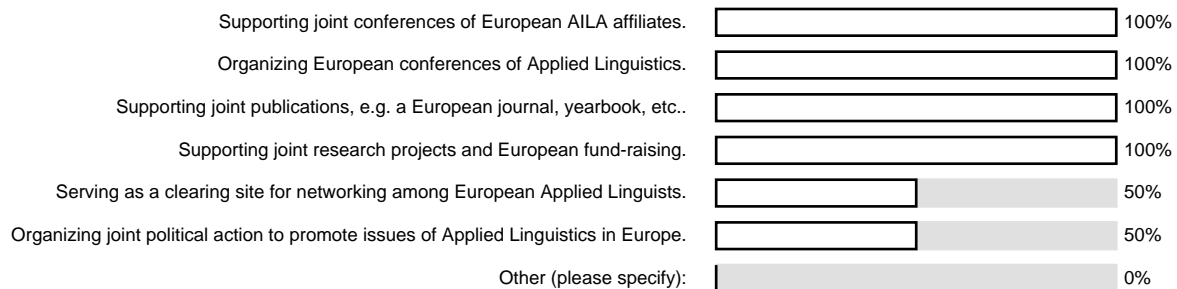 Supporting joint conferences of European AILA affiliates. 100%
Organizing European conferences of Applied Linguistics. 100%
Supporting joint publications, e.g. a European journal, yearbook, etc.. 100%
Supporting joint research projects and European fund-raising. 100%
Serving as a clearing site for networking among European Applied Linguists. 50%
Organizing joint political action to promote issues of Applied Linguistics in Europe. 50%
Other (please specify): 0%